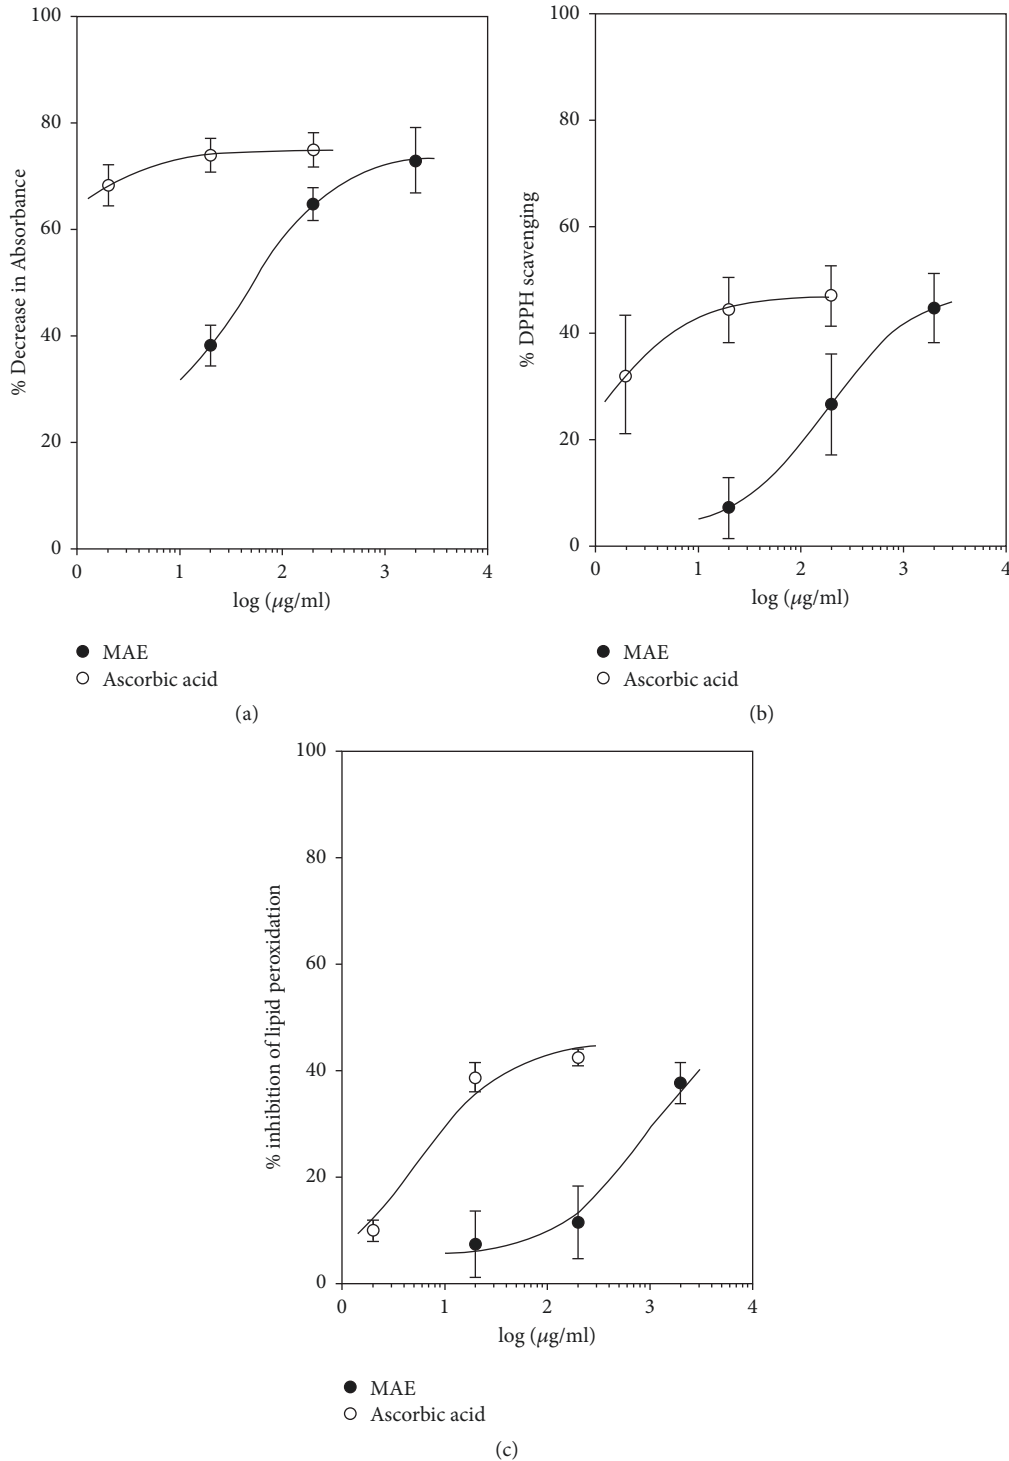 100
80
60
40
20
0
% Decrease in Absorbance
0 1 2 3 4
log (μg/ml)
MAE
Ascorbic acid
(a)
100
80
60
40
20
0
% DPPH scavenging
0 1 2 3 4
log (μg/ml)
MAE
Ascorbic acid
(b)
100
80
60
40
20
0
% inhibition of lipid peroxidation
0 1 2 3 4
log (μg/ml)
MAE
Ascorbic acid
(c)